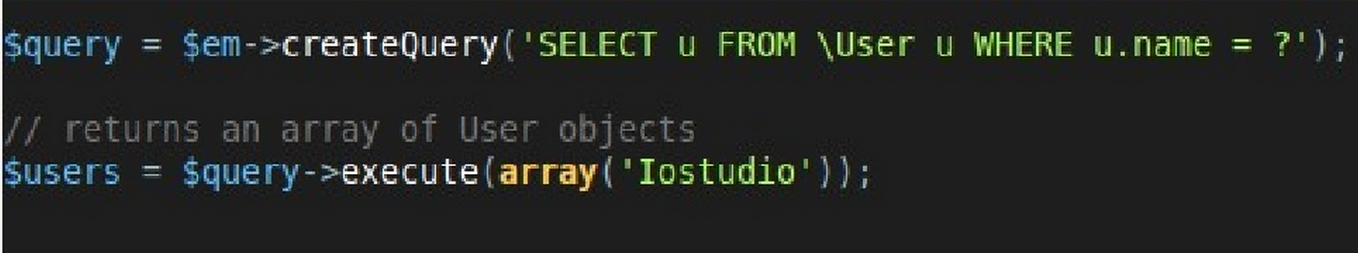 $query = $em->createQuery('SELECT u FROM \User u WHERE u.name = ?');
// returns an array of User objects
$users = $query->execute(array('Iostudio'));